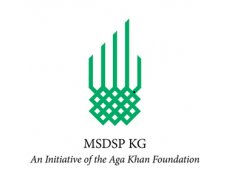 MSDSP KG
An Initiative of the Aga Khan Foundation